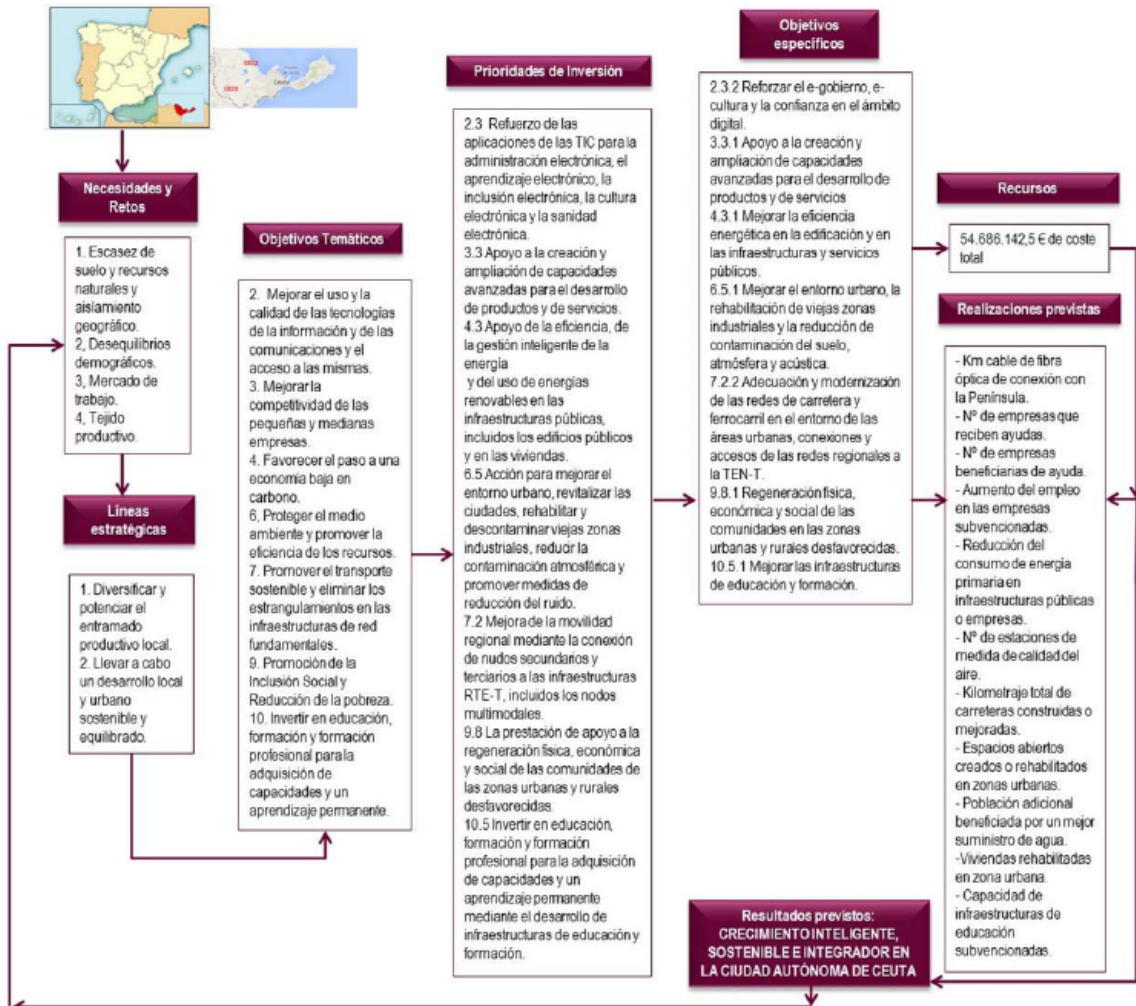 Necesidades y
Retos
1. Escasez de
suelo y recursos
naturales y
aislamiento
geográfico.
2, Desequilibrios
demográficos.
3, Mercado de
trabajo.
4, Tejido
productivo.
Líneas
estratégicas
1. Diversificar y
potenciar el
entramado
productivo local.
2. Llevar a cabo
un desarrollo local
y urbano
sostenible y
equilibrado.
Objetivos Temáticos
2. Mejorar el uso y la
calidad de las tecnologías
de la información y de las
comunicaciones y el
acceso a las mismas.
3. Mejorar la
competitividad de las
pequeñas y medianas
empresas.
4. Favorecer el paso a una
economía baja en
carbono.
6, Proteger el medio
ambiente y promover la
eficiencia de los recursos.
7. Promover el transporte
sostenible y eliminar los
estrangulamientos en las
infraestructuras de red
fundamentales.
9. Promoción de la
Inclusión Social y
Reducción de la pobreza.
10. Invertir en educación,
formación y formación
profesional para la
adquisición de
capacidades y un
aprendizaje permanente.
Prioridades de Inversión
2.3 Refuerzo de las
aplicaciones de las TIC para la
administración electrónica, el
aprendizaje electrónico, la
inclusión electrónica, la cultura
electrónica y la sanidad
electrónica.
3.3 Apoyo a la creación y
ampliación de capacidades
avanzadas para el desarrollo
de productos y de servicios.
4.3 Apoyo de la eficiencia, de
la gestión inteligente de la
energía
y del uso de energías
renovables en las
infraestructuras públicas,
incluidos los edificios públicos
y en las viviendas.
6.5 Acción para mejorar el
entorno urbano, revitalizar las
ciudades, rehabilitar y
descontaminar viejas zonas
industriales, reducir la
contaminación atmosférica y
promover medidas de
reducción del ruido.
7.2 Mejora de la movilidad
regional mediante la conexión
de nudos secundarios y
terciarios a las infraestructuras
RTE-T, incluidos los nodos
multimodales.
9.8 La prestación de apoyo a la
regeneración física, económica
y social de las comunidades de
las zonas urbanas y rurales
desfavorecidas.
10.5 Invertir en educación,
formación y formación
profesional para la adquisición
de capacidades y un
aprendizaje permanente
mediante el desarrollo de
infraestructuras de educación y
formación.
Objetivos
específicos
2.3.2 Reforzar el e-gobierno, e-
cultura y la confianza en el ámbito
digital.
3.3.1 Apoyo a la creación y
ampliación de capacidades
avanzadas para el desarrollo de
productos y de servicios
4.3.1 Mejorar la eficiencia
energética en la edificación y en
las infraestructuras y servicios
públicos.
6.5.1 Mejorar el entorno urbano, la
rehabilitación de viejas zonas
industriales y la reducción de
contaminación del suelo,
atmósfera y acústica.
7.2.2 Adecuación y modernización
de las redes de carretera y
ferrocarril en el entorno de las
áreas urbanas, conexiones y
accesos de las redes regionales a
la TEN-T.
9.8.1 Regeneración física,
económica y social de las
comunidades en las zonas
urbanas y rurales desfavorecidas.
10.5.1 Mejorar las infraestructuras
de educación y formación.
Recursos
54.686.142,5 € de coste
total
Realizaciones previstas
- Km cable de fibra
óptica de conexión con
la Península.
- Nº de empresas que
reciben ayudas.
- Nº de empresas
beneficiarias de ayuda.
- Aumento del empleo
en las empresas
subvencionadas.
- Reducción del
consumo de energía
primaria en
infraestructuras públicas
o empresas.
- Nº de estaciones de
medida de calidad del
aire.
- Kilometraje total de
carreteras construidas o
mejoradas.
- Espacios abiertos
creados o rehabilitados
en zonas urbanas.
- Población adicional
beneficiada por un mejor
suministro de agua.
-Viviendas rehabilitadas
en zona urbana.
- Capacidad de
infraestructuras de
educación
subvencionadas.
Resultados previstos:
CRECIMIENTO INTELIGENTE,
SOSTENIBLE E INTEGRADOR EN
LA CIUDAD AUTÓNOMA DE CEUTA